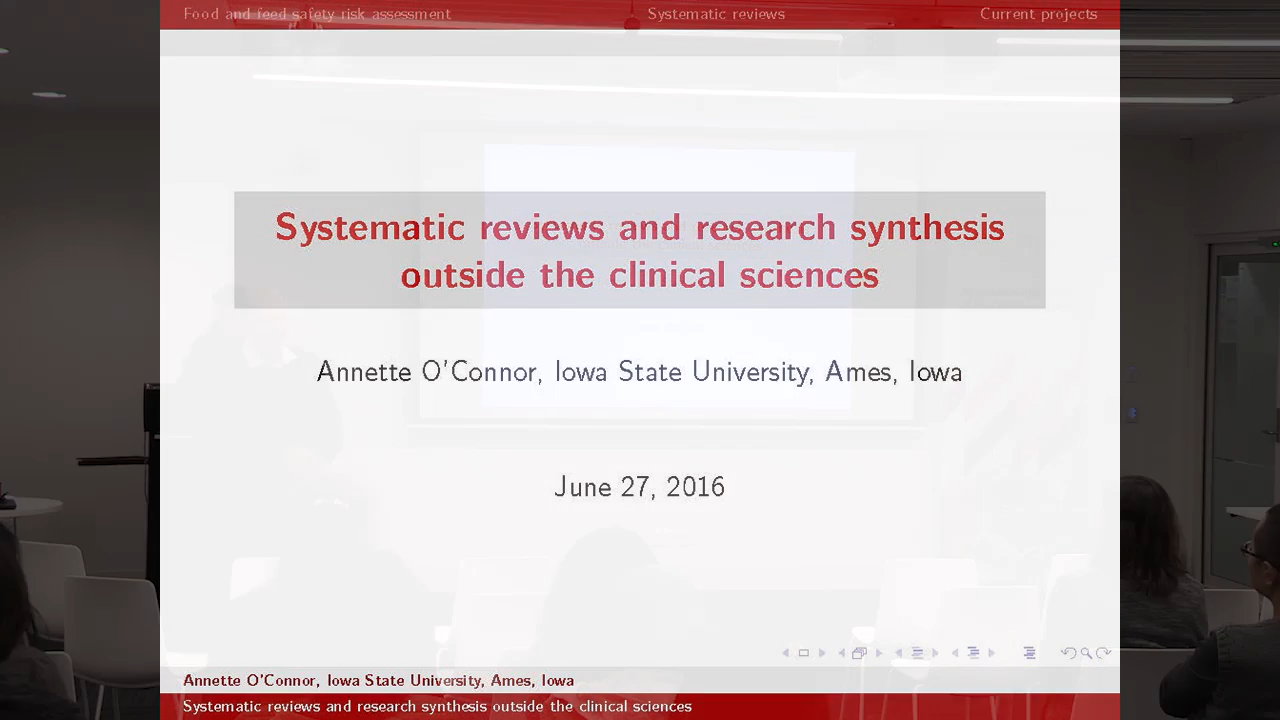 Food and feed safety risk assessment Systematic reviews Current projects
Systematic reviews and research synthesis
outside the clinical sciences
Annette O'Connor, Iowa State University, Ames, Iowa
June 27, 2016
Annette O'Connor, Iowa State University, Ames, Iowa
Systematic reviews and research synthesis outside the clinical sciences